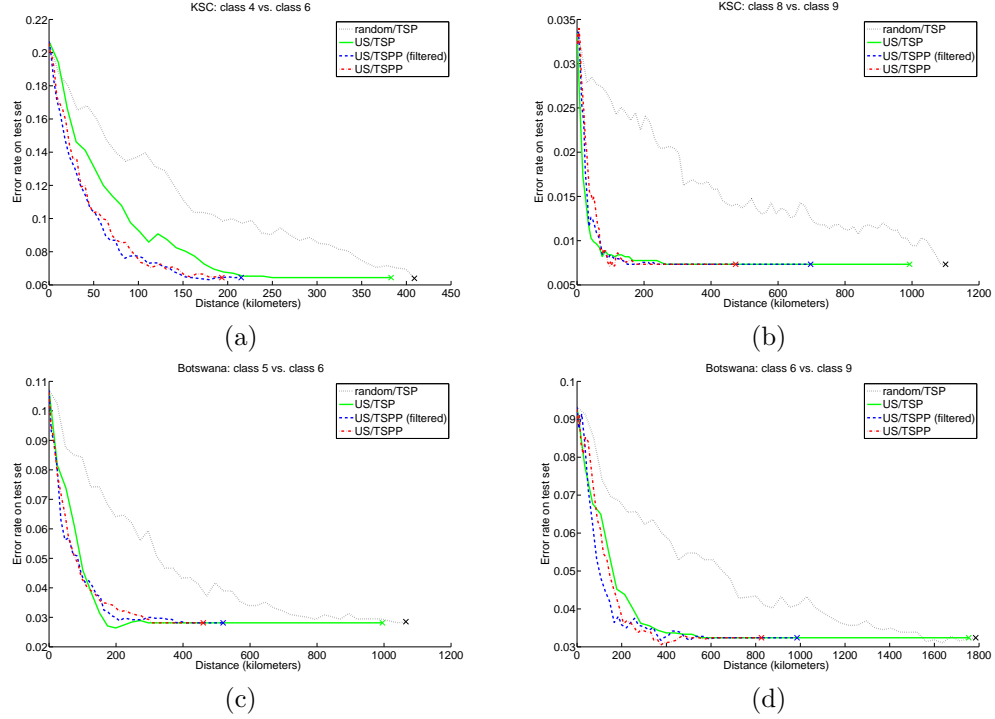 KSC: class 4 vs. class 6
0.22
0.2
0.18
0.16
0.14
0.12
0.1
0.08
0.06
Error rate on test set
0
50
100
150
200
250
300
350
400
450
Distance (kilometers)
random/TSP
US/TSP
US/TSPP (filtered)
US/TSPP
(a)
KSC: class 8 vs. class 9
0.035
0.03
0.025
0.02
0.015
0.01
0.005
Error rate on test set
0
200
400
600
800
1000
1200
Distance (kilometers)
random/TSP
US/TSP
US/TSPP (filtered)
US/TSPP
(b)
Botswana: class 5 vs. class 6
0.11
0.1
0.09
0.08
0.07
0.06
0.05
0.04
0.03
0.02
Error rate on test set
0
200
400
600
800
1000
1200
Distance (kilometers)
random/TSP
US/TSP
US/TSPP (filtered)
US/TSPP
(c)
Botswana: class 6 vs. class 9
0.1
0.09
0.08
0.07
0.06
0.05
0.04
0.03
Error rate on test set
0
200
400
600
800
1000
1200
1400
1600
1800
Distance (kilometers)
random/TSP
US/TSP
US/TSPP (filtered)
US/TSPP
(d)